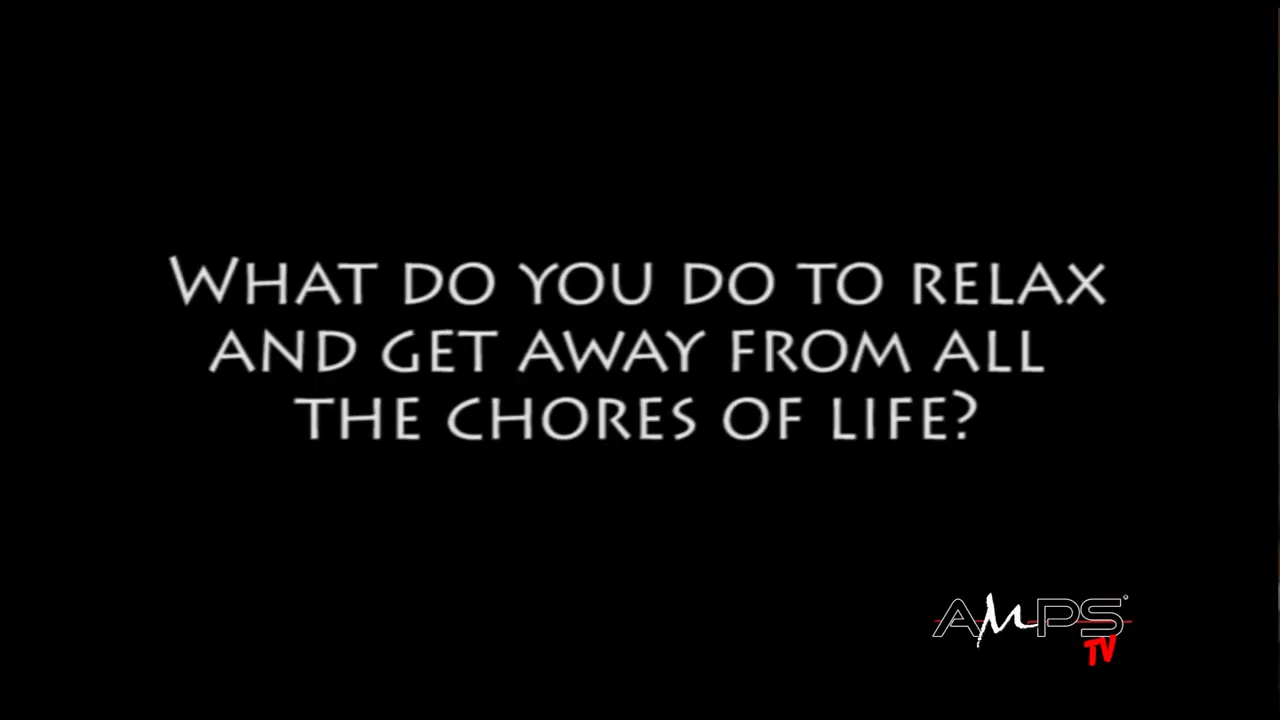 What do you do to relax
and get away from all
the chores of life?
AMPS
TV